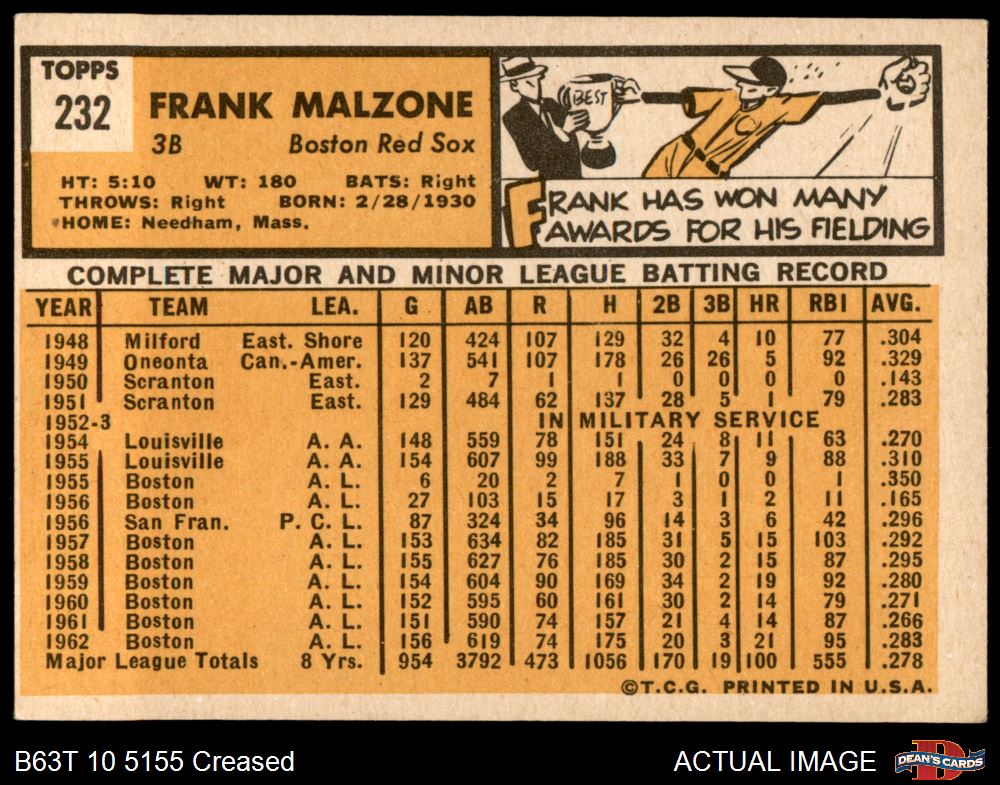 TOPPS
232
FRANK MALZONE
3B Boston Red Sox
HT: 5:10 WT: 180 BATS: Right
THROWS: Right BORN: 2/28/1930
HOME: Needham, Mass.
BEST
C
FRANK HAS WON MANY
AWARDS FOR HIS FIELDING
COMPLETE MAJOR AND MINOR LEAGUE BATTING RECORD
YEAR TEAM LEA. G AB R H 2B 3B HR RBI AVG.
1948 Milford East. Shore 120 424 107 129 32 4 10 77 .304
1949 Oneonta Can.-Amer. 137 541 107 178 26 26 5 92 .329
1950 Scranton East. 2 7 1 1 0 0 0 0 .143
1951 Scranton East. 129 484 62 137 28 5 1 79 .283
1952-3 IN MILITARY SERVICE
1954 Louisville A. A. 148 559 78 151 24 8 11 63 .270
1955 Louisville A. A. 154 607 99 188 33 7 9 88 .310
1955 Boston A. L. 6 20 2 7 1 0 0 1 .350
1956 Boston A. L. 27 103 15 17 3 1 2 11 .165
1956 San Fran. P. C. L. 87 324 34 96 14 3 6 42 .296
1957 Boston A. L. 153 634 82 185 31 5 15 103 .292
1958 Boston A. L. 155 627 76 185 30 2 15 87 .295
1959 Boston A. L. 154 604 90 169 34 2 19 92 .280
1960 Boston A. L. 152 595 60 161 30 2 14 79 .271
1961 Boston A. L. 151 590 74 157 21 4 14 87 .266
1962 Boston A. L. 156 619 74 175 20 3 21 95 .283
Major League Totals 8 Yrs. 954 3792 473 1056 170 19 100 555 .278
©T.C.G. PRINTED IN U.S.A.
B63T 10 5155 Creased ACTUAL IMAGE
D
DEAN'S CARDS